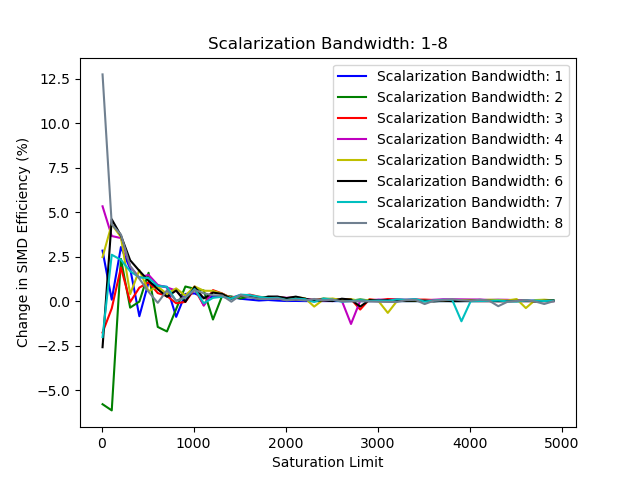 Scalarization Bandwidth: 1-8
Scalarization Bandwidth: 1
Scalarization Bandwidth: 2
Scalarization Bandwidth: 3
Scalarization Bandwidth: 4
Scalarization Bandwidth: 5
Scalarization Bandwidth: 6
Scalarization Bandwidth: 7
Scalarization Bandwidth: 8
Change in SIMD Efficiency (%)
12.5
10.0
7.5
5.0
2.5
0.0
−2.5
−5.0
0 1000 2000 3000 4000 5000
Saturation Limit